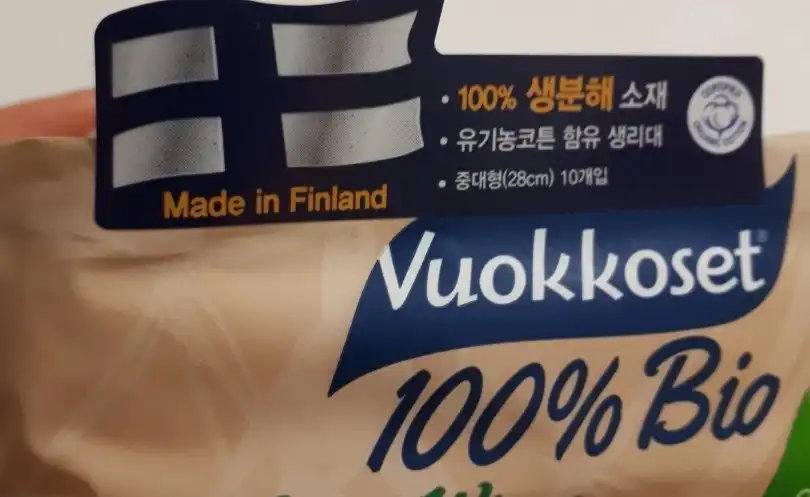 • 100% 생분해 소재
• 유기농코튼 함유 생리대
• 중대형(28cm) 10개입
Made in Finland
Vuokkoset
100% Bio